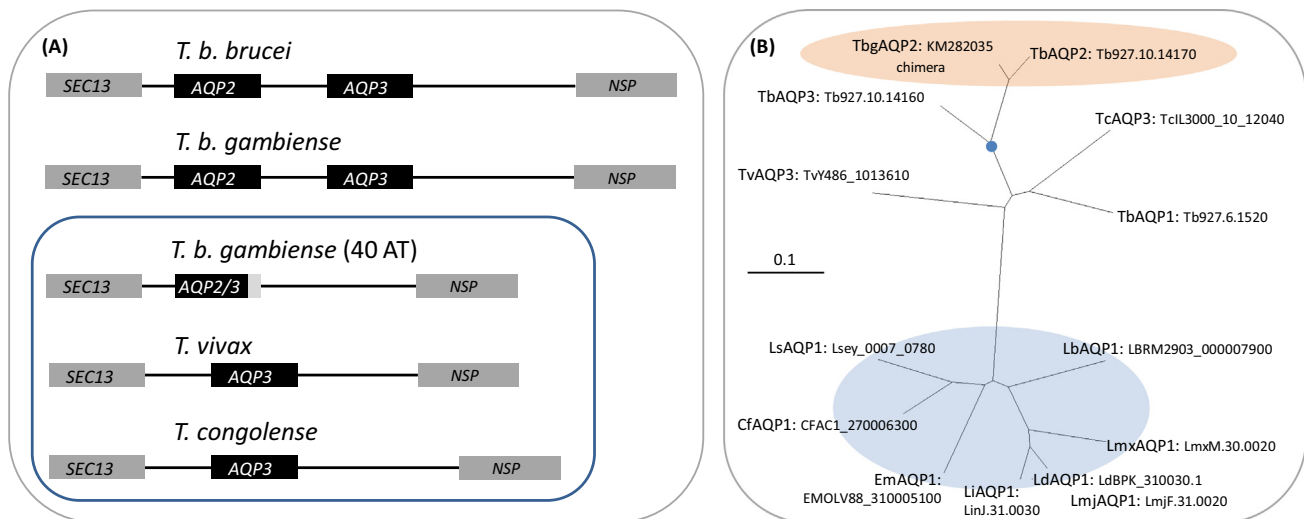 (A)
T. b. brucei
SEC13 AQP2 AQP3 NSP
T. b. gambiense
SEC13 AQP2 AQP3 NSP
T. b. gambiense (40 AT)
SEC13 AQP2/3 NSP
T. vivax
SEC13 AQP3 NSP
T. congolense
SEC13 AQP3 NSP
(B)
TbgAQP2: KM282035
chimera
TbAQP2: Tb927.10.14170
TbAQP3: Tb927.10.14160
TcAQP3: TcIL3000_10_12040
TvAQP3: TvY486_1013610
TbAQP1: Tb927.6.1520
0.1
LsAQP1: Lsey_0007_0780
LbAQP1: LBRM2903_000007900
CfAQP1: CFAC1_270006300
LmxAQP1: LmxM.30.0020
EmAQP1:
EMOLV88_310005100
LiAQP1:
LinJ.31.0030
LdAQP1: LdBPK_310030.1
LmjAQP1: LmjF.31.0020